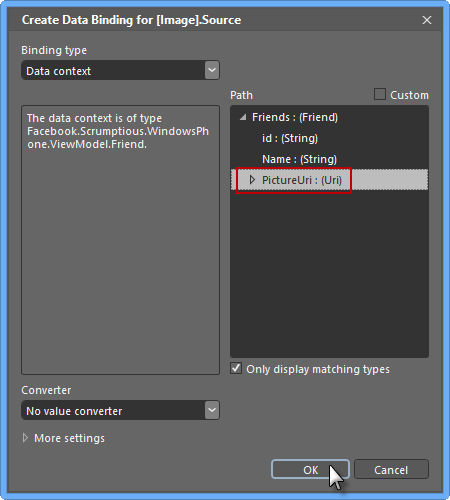 Create Data Binding for [Image].Source
Binding type
Data context
The data context is of type
Facebook.Scrumptious.WindowsPho
ne.ViewModel.Friend.
Path
Custom
Friends : (Friend)
id : (String)
Name : (String)
PictureUri : (Uri)
Only display matching types
Converter
No value converter
More settings
OK
Cancel